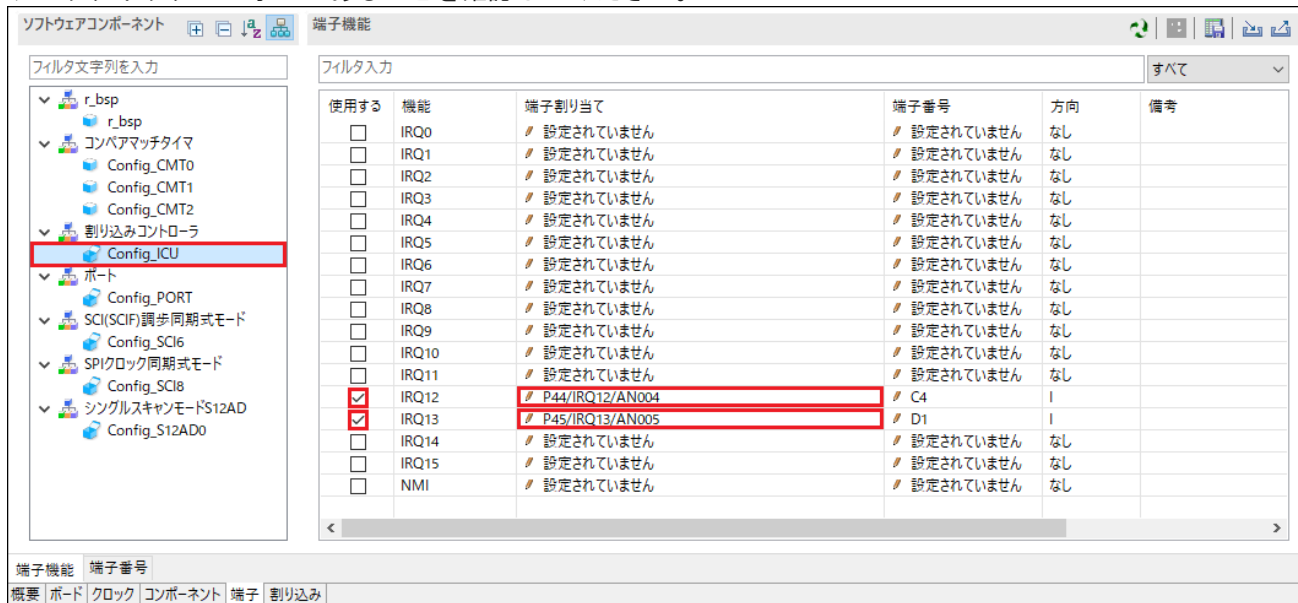 ソフトウェアコンポーネント
端子機能
フィルタ文字列を入力
フィルタ入力
すべて
r_bsp
r_bsp
コンペアマッチタイマ
Config_CMT0
Config_CMT1
Config_CMT2
割り込みコントローラ
Config_ICU
ポート
Config_PORT
SCI(SCIF)調歩同期式モード
Config_SCI6
SPIクロック同期式モード
Config_SCI8
シングルスキャンモードS12AD
Config_S12AD0
使用する 機能 端子割り当て 端子番号 方向 備考
IRQ0 設定されていません 設定されていません なし
IRQ1 設定されていません 設定されていません なし
IRQ2 設定されていません 設定されていません なし
IRQ3 設定されていません 設定されていません なし
IRQ4 設定されていません 設定されていません なし
IRQ5 設定されていません 設定されていません なし
IRQ6 設定されていません 設定されていません なし
IRQ7 設定されていません 設定されていません なし
IRQ8 設定されていません 設定されていません なし
IRQ9 設定されていません 設定されていません なし
IRQ10 設定されていません 設定されていません なし
IRQ11 設定されていません 設定されていません なし
IRQ12 P44/IRQ12/AN004 C4 I
IRQ13 P45/IRQ13/AN005 D1 I
IRQ14 設定されていません 設定されていません なし
IRQ15 設定されていません 設定されていません なし
NMI 設定されていません 設定されていません なし
端子機能 端子番号
概要 ボード クロック コンポーネント 端子 割り込み